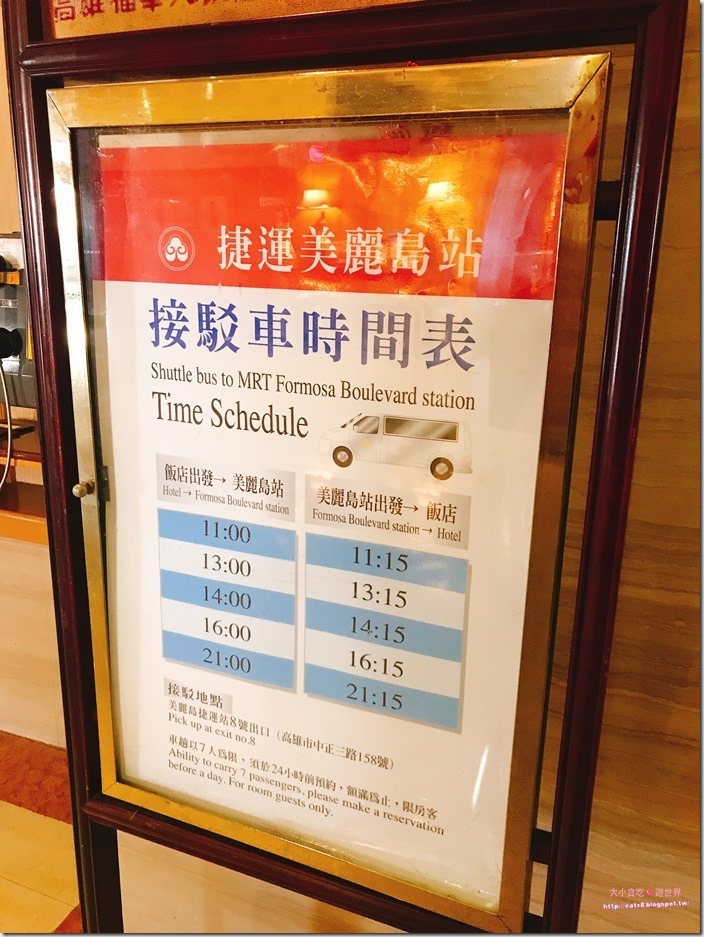 高雄福華大
捷運美麗島站
接駁車時間表
Shuttle bus to MRT Formosa Boulevard station
Time Schedule
飯店出發→美麗島站
Hotel → Formosa Boulevard station
11:00
13:00
14:00
16:00
21:00
美麗島站出發→飯店
Formosa Boulevard station → Hotel
11:15
13:15
14:15
16:15
21:15
接駁地點
美麗島捷運站8號出口（高雄市中正三路158號）
Pick up at exit no.8
車趟以7人為限，須於24小時前預約，額滿為止，限房客
Ability to carry 7 passengers, please make a reservation
before a day. For room guests only.
大小貪吃 遊世界
http://eatx8.blogspot.tw/